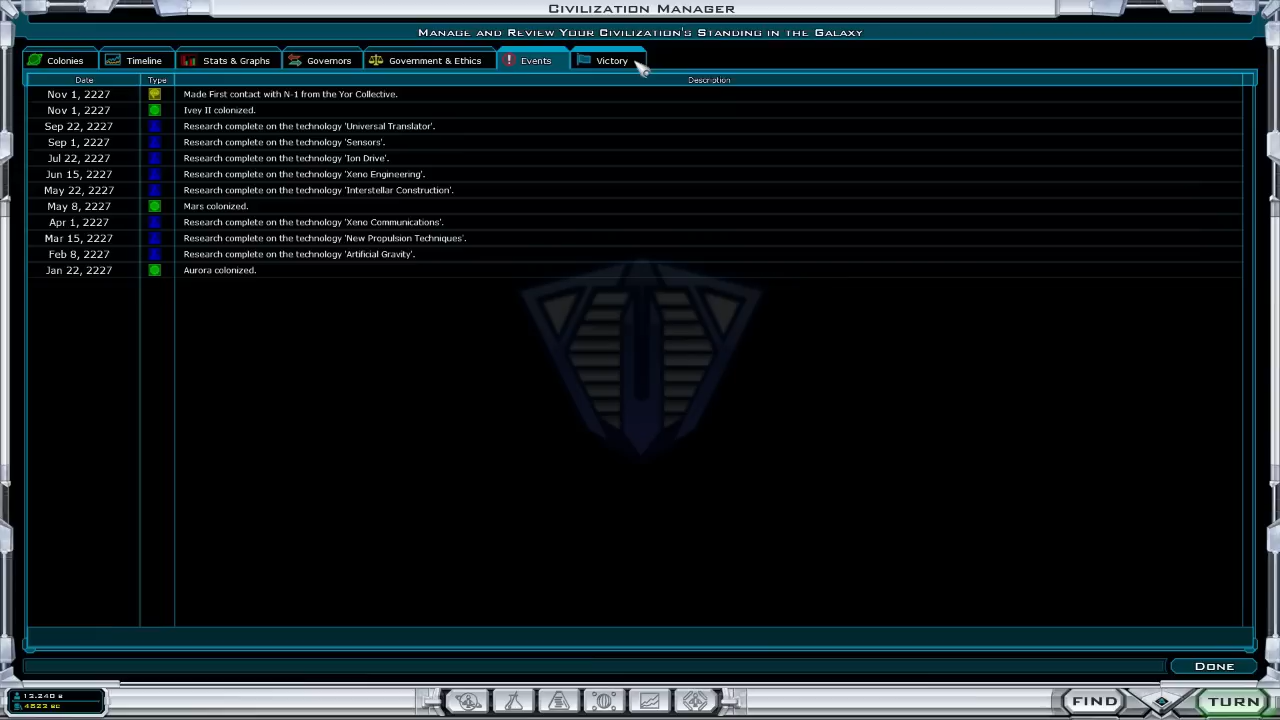 Civilization Manager
Manage and Review Your Civilization's Standing in the Galaxy
Colonies Timeline Stats & Graphs Governors Government & Ethics Events Victory
Date Type Description
Nov 1, 2227 Made First contact with N-1 from the Yor Collective.
Nov 1, 2227 Ivey II colonized.
Sep 22, 2227 Research complete on the technology 'Universal Translator'.
Sep 1, 2227 Research complete on the technology 'Sensors'.
Jul 22, 2227 Research complete on the technology 'Ion Drive'.
Jun 15, 2227 Research complete on the technology 'Xeno Engineering'.
May 22, 2227 Research complete on the technology 'Interstellar Construction'.
May 8, 2227 Mars colonized.
Apr 1, 2227 Research complete on the technology 'Xeno Communications'.
Mar 15, 2227 Research complete on the technology 'New Propulsion Techniques'.
Feb 8, 2227 Research complete on the technology 'Artificial Gravity'.
Jan 22, 2227 Aurora colonized.
Done
13.240 B
4823 BC
Find Turn